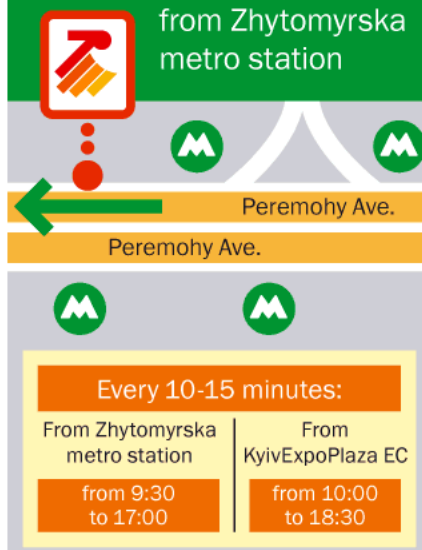 from Zhytomyrska
metro station
M
M
Peremohy Ave.
Peremohy Ave.
M
M
Every 10-15 minutes:
From Zhytomyrska
metro station
from 9:30
to 17:00
From
KyivExpoPlaza EC
from 10:00
to 18:30